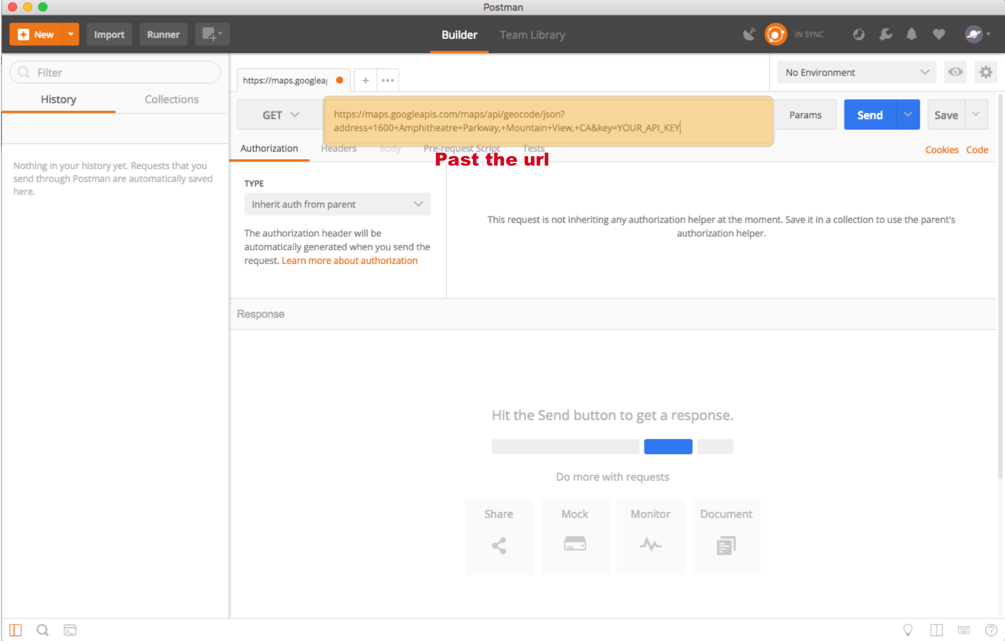 Postman
New
Import
Runner
Builder
Team Library
IN SYNC
Filter
History
Collections
Nothing in your history yet. Requests that you
send through Postman are automatically saved
here.
https://maps.googleap
No Environment
GET
https://maps.googleapis.com/maps/api/geocode/json?
address=1600+Amphitheatre+Parkway,+Mountain+View,+CA&key=YOUR_API_KEY
Params
Send
Save
Authorization
Headers
Body
Pre-request Script
Tests
Cookies
Code
Past the url
TYPE
Inherit auth from parent
The authorization header will be
automatically generated when you send the
request. Learn more about authorization
This request is not inheriting any authorization helper at the moment. Save it in a collection to use the parent's
authorization helper.
Response
Hit the Send button to get a response.
Do more with requests
Share
Mock
Monitor
Document